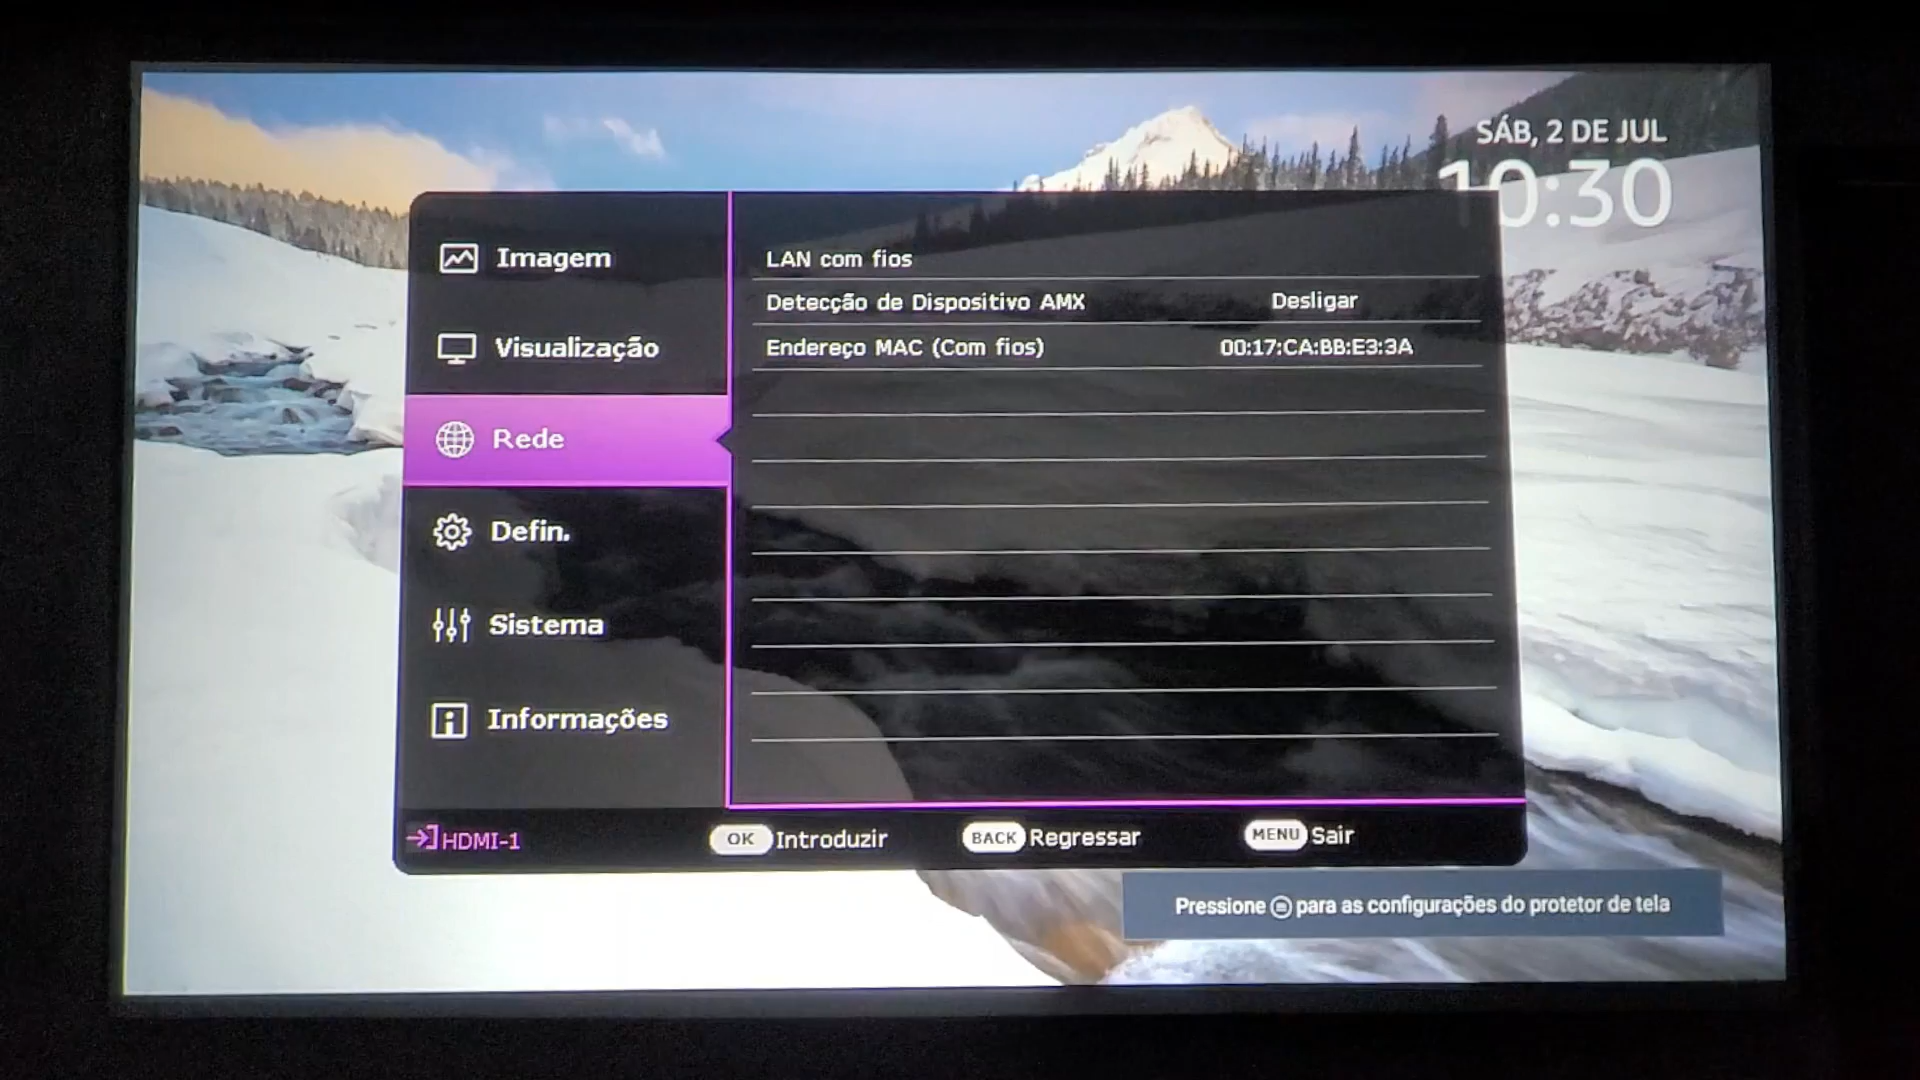 SÁB, 2 DE JUL
10:30
Imagem
Visualização
Rede
Defin.
Sistema
Informações
LAN com fios
Detecção de Dispositivo AMX Desligar
Endereço MAC (Com fios) 00:17:CA:BB:E3:3A
HDMI-1
OK Introduzir
BACK Regressar
MENU Sair
Pressione para as configurações do protetor de tela